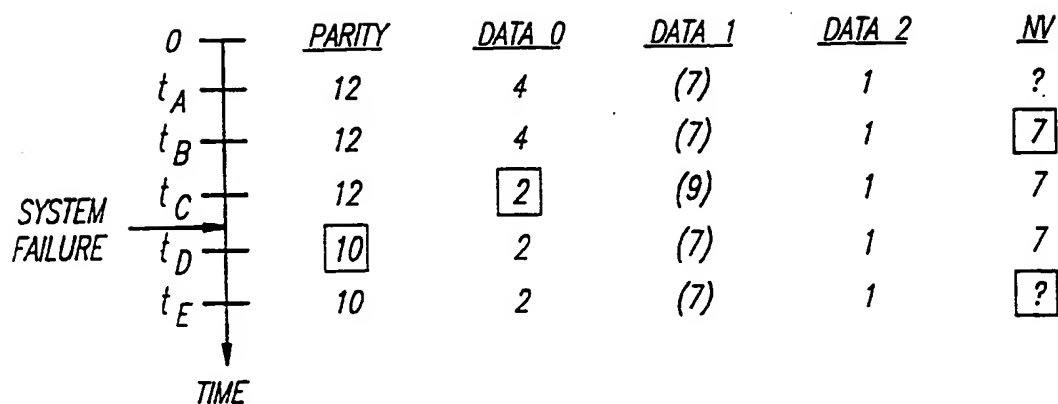 0 PARITY DATA 0 DATA 1 DATA 2 NV
tA 12 4 (7) 1 ?
tB 12 4 (7) 1 7
tC 12 2 (9) 1 7
SYSTEM FAILURE
tD 10 2 (7) 1 7
tE 10 2 (7) 1 ?
TIME